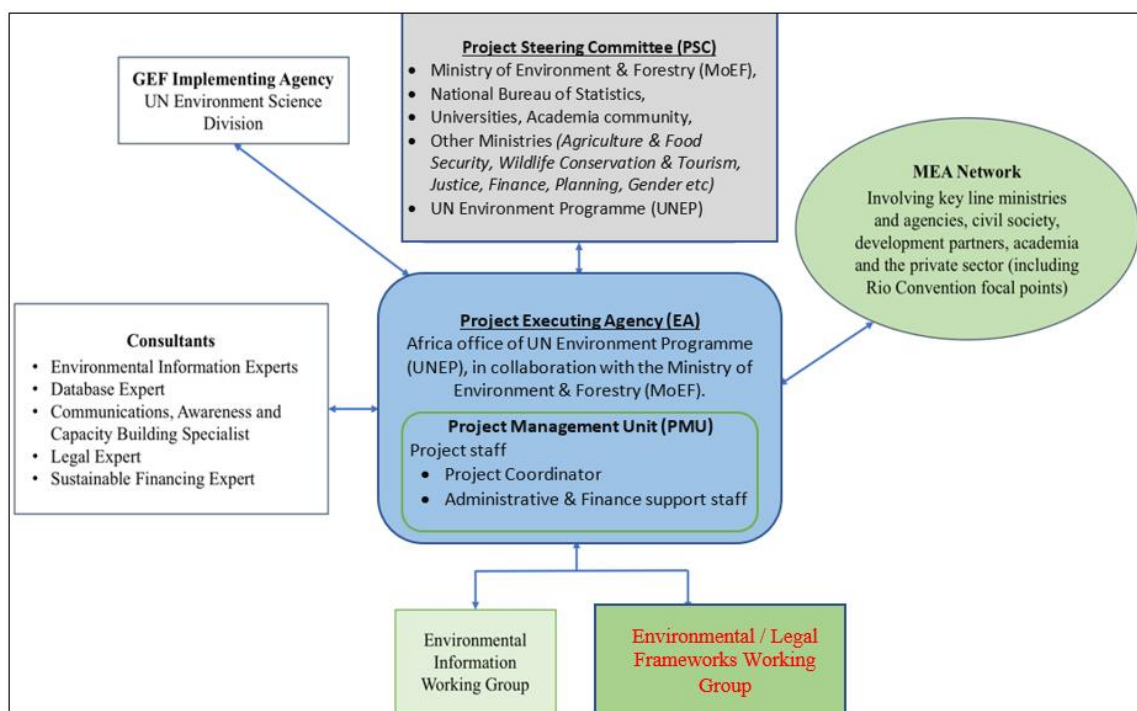 Project Steering Committee (PSC)
• Ministry of Environment & Forestry (MoEF),
• National Bureau of Statistics,
• Universities, Academia community,
• Other Ministries (Agriculture & Food
Security, Wildlife Conservation & Tourism,
Justice, Finance, Planning, Gender etc)
• UN Environment Programme (UNEP)
GEF Implementing Agency
UN Environment Science
Division
MEA Network
Involving key line ministries
and agencies, civil society,
development partners, academia
and the private sector (including
Rio Convention focal points)
Project Executing Agency (EA)
Africa office of UN Environment Programme
(UNEP), in collaboration with the Ministry of
Environment & Forestry (MoEF).
Project Management Unit (PMU)
Project staff
• Project Coordinator
• Administrative & Finance support staff
Consultants
• Environmental Information Experts
• Database Expert
• Communications, Awareness and
Capacity Building Specialist
• Legal Expert
• Sustainable Financing Expert
Environmental
Information
Working Group
Environmental / Legal
Frameworks Working
Group